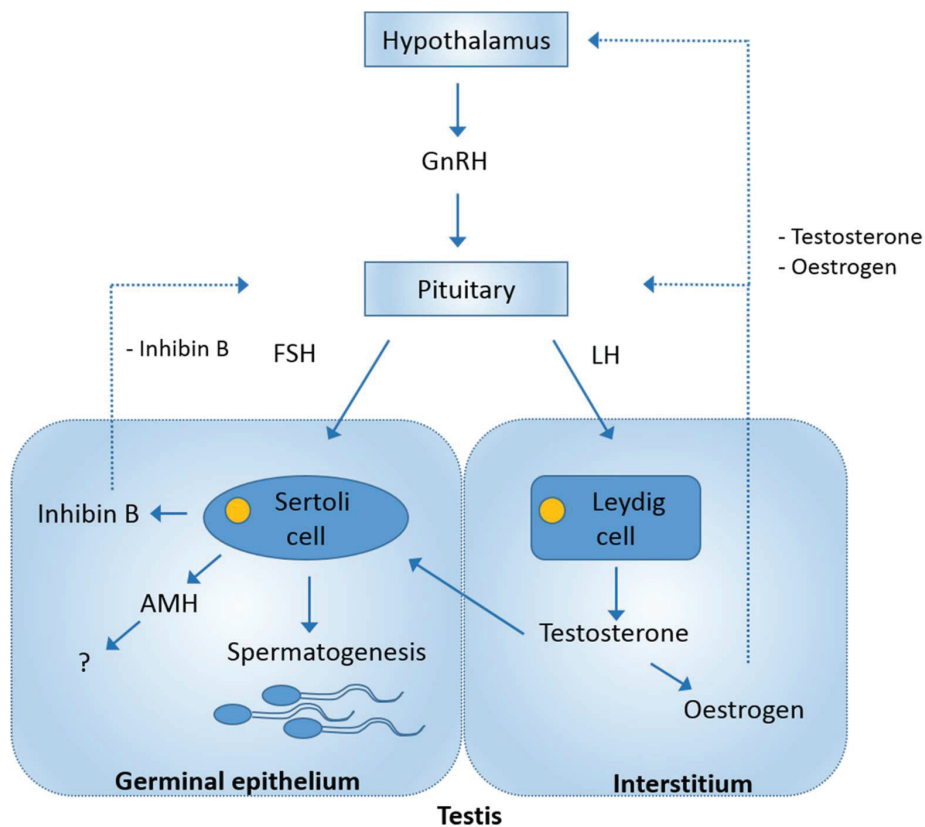 Hypothalamus
GnRH
- Testosterone
- Oestrogen
Pituitary
- Inhibin B
FSH
LH
Inhibin B
Sertoli
cell
Leydig
cell
AMH
?
Spermatogenesis
Testosterone
Oestrogen
Germinal epithelium
Interstitium
Testis